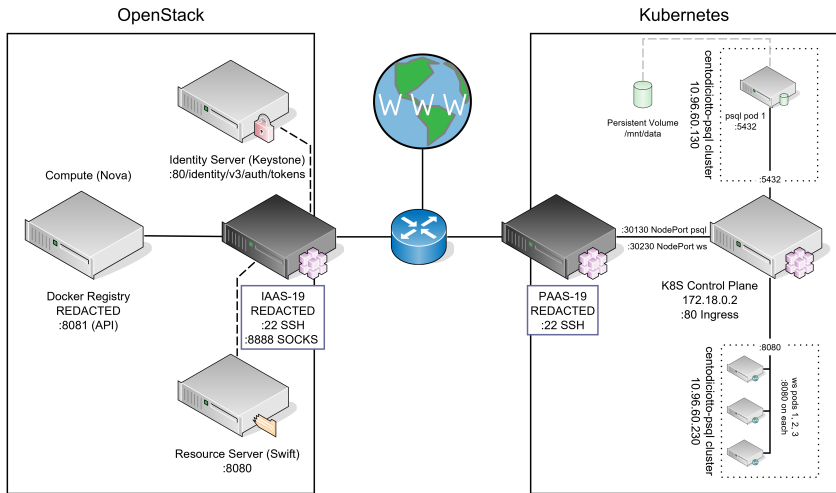 OpenStack
Kubernetes
Identity Server (Keystone)
:80/identity/v3/auth/tokens
Compute (Nova)
Docker Registry
REDACTED
:8081 (API)
IAAS-19
REDACTED
:22 SSH
:8888 SOCKS
Resource Server (Swift)
:8080
WWW
PAAS-19
REDACTED
:22 SSH
:30130 NodePort psql
:30230 NodePort ws
Persistent Volume
/mnt/data
centodiciotto-psql cluster
10.96.60.130
psql pod 1
:5432
:5432
K8S Control Plane
172.18.0.2
:80 Ingress
:8080
centodiciotto-psql cluster
10.96.60.230
ws pods 1, 2, 3
:8080 on each